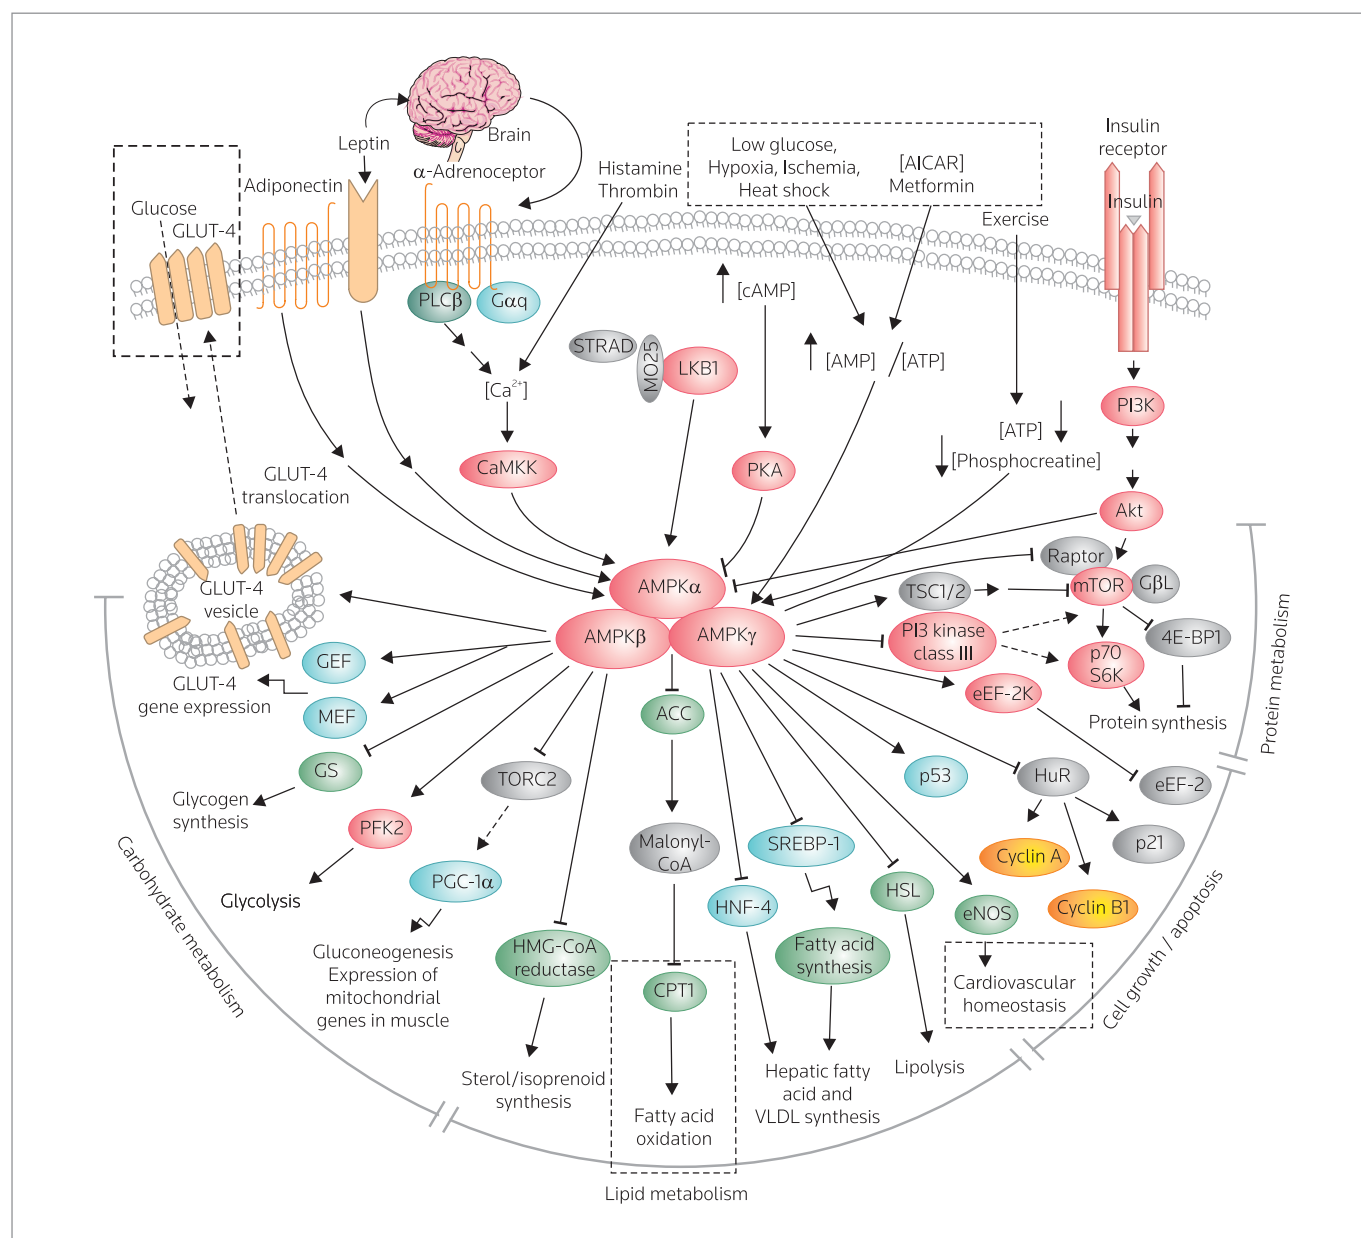 Leptin
Brain
α-Adrenoceptor
Adiponectin
Glucose
GLUT-4
Histamine
Thrombin
Low glucose,
Hypoxia, Ischemia,
Heat shock
[AICAR]
Metformin
Exercise
Insulin
receptor
Insulin
PLCβ
Gαq
[cAMP]
STRAD
MO25
LKB1
[AMP]
[ATP]
[Ca2+]
PI3K
CaMKK
PKA
[ATP]
[Phosphocreatine]
GLUT-4
translocation
Akt
Raptor
mTOR
GβL
AMPKα
AMPKβ
AMPKγ
TSC1/2
PI3 kinase
class III
4E-BP1
p70
S6K
GLUT-4
vesicle
GEF
GLUT-4
gene expression
MEF
eEF-2K
Protein synthesis
Protein metabolism
ACC
GS
TORC2
p53
HuR
eEF-2
Glycogen
synthesis
PFK2
Malonyl-
CoA
SREBP-1
Cyclin A
p21
PGC-1α
HSL
Glycolysis
HNF-4
eNOS
Cyclin B1
Carbohydrate metabolism
Gluconeogenesis
Expression of
mitochondrial
genes in muscle
HMG-CoA
reductase
Fatty acid
synthesis
CPT1
Cardiovascular
homeostasis
Cell growth / apoptosis
Sterol/isoprenoid
synthesis
Hepatic fatty
acid and
VLDL synthesis
Lipolysis
Fatty acid
oxidation
Lipid metabolism